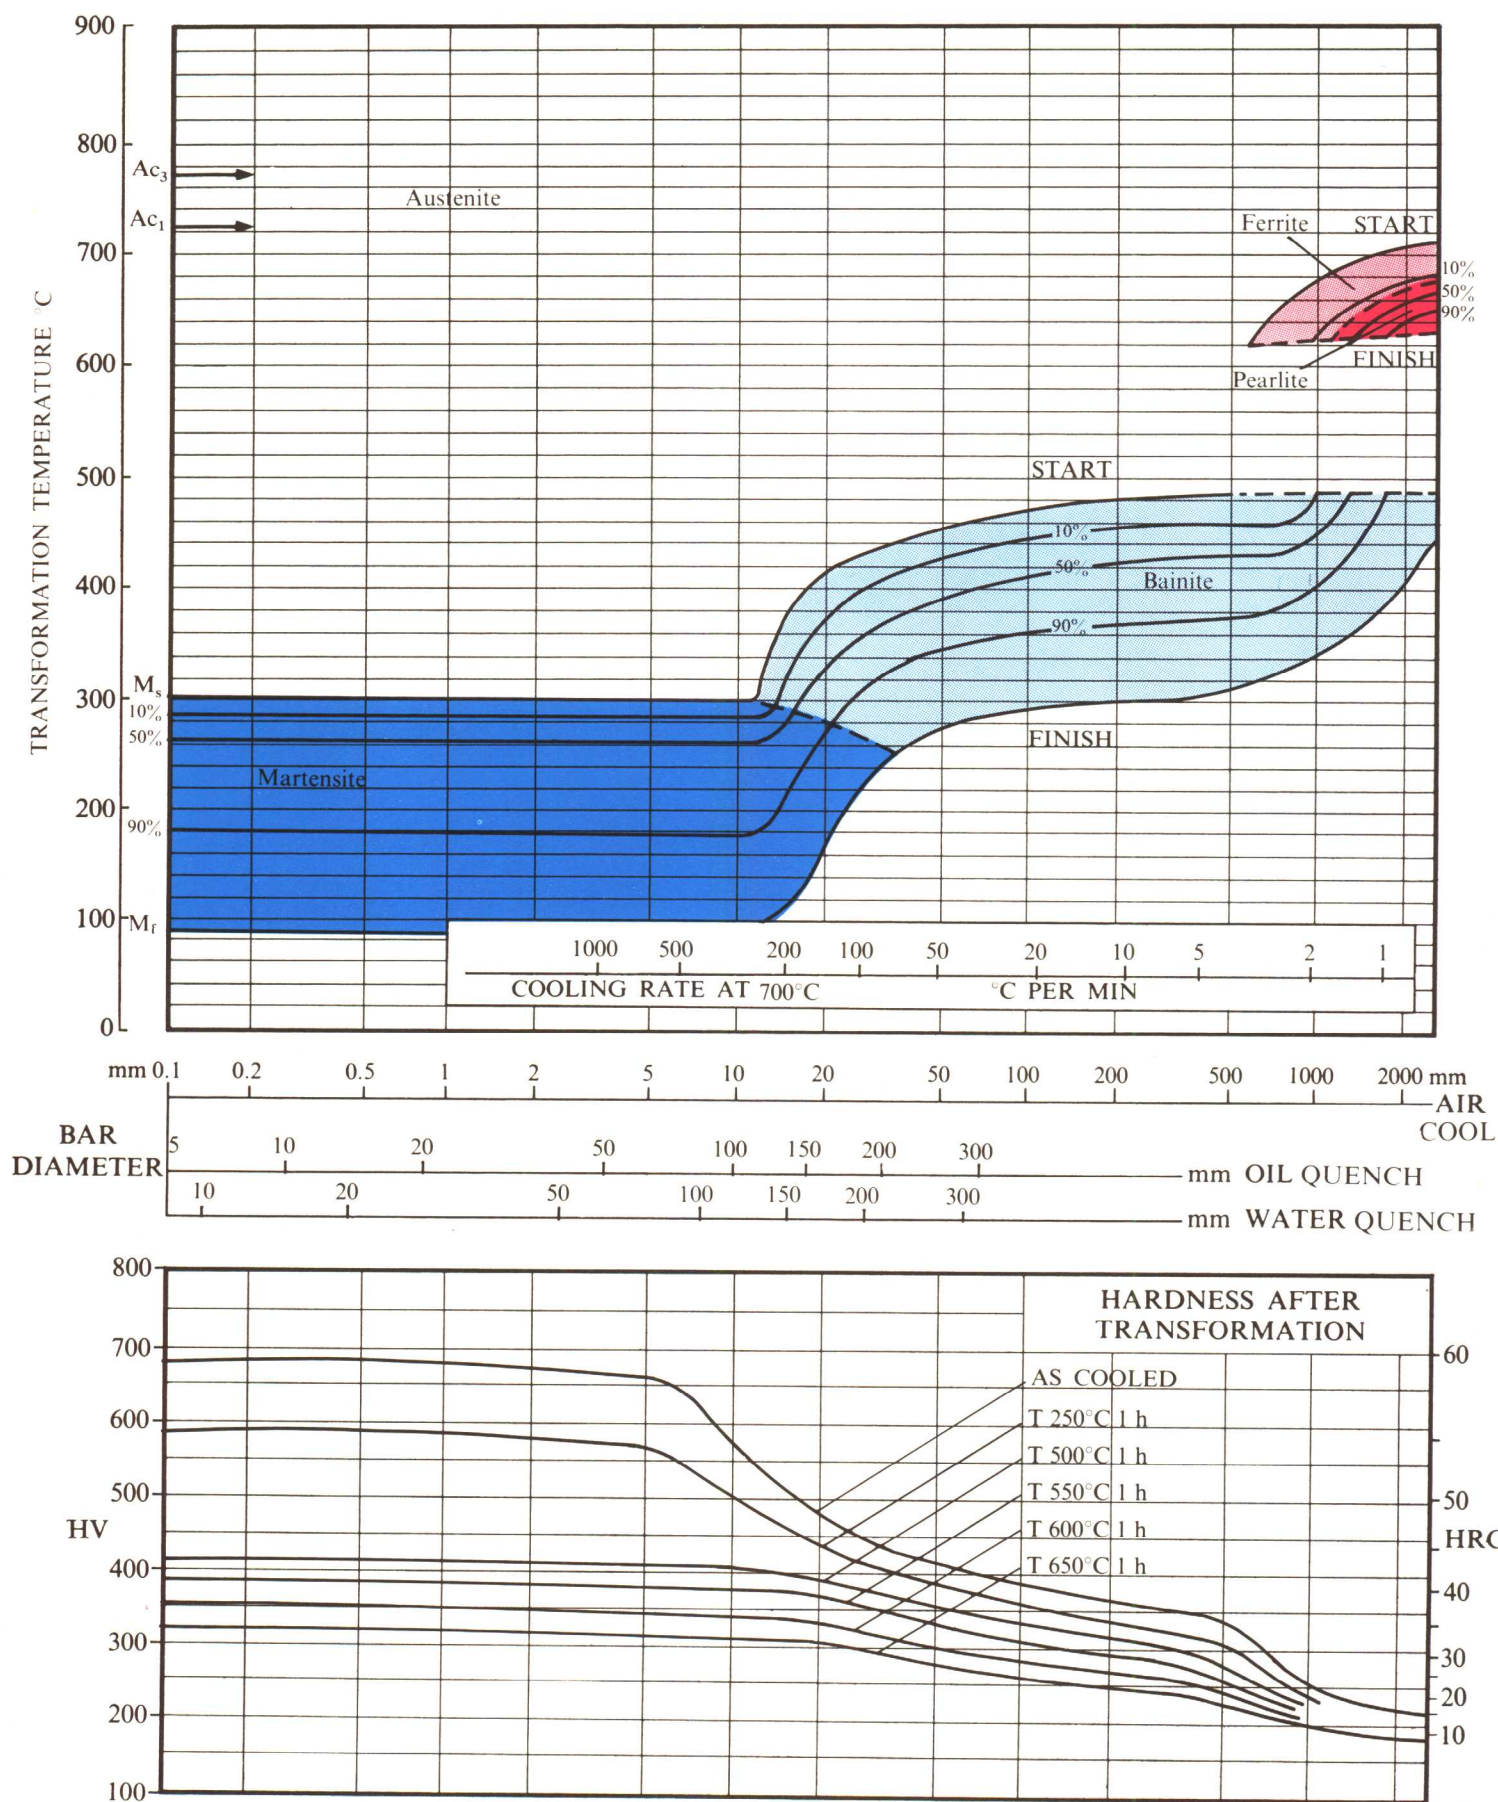 900
800
Ac3
Austenite
Ac1
Ferrite START
700
10%
50%
90%
600
FINISH
Pearlite
TRANSFORMATION TEMPERATURE °C
500
START
10%
50%
Bainite
400
90%
Ms
300
10%
50%
FINISH
Martensite
200
90%
100
Mf
1000 500 200 100 50 20 10 5 2 1
COOLING RATE AT 700°C °C PER MIN
0
mm 0.1 0.2 0.5 1 2 5 10 20 50 100 200 500 1000 2000 mm
AIR
COOL
BAR
DIAMETER
5 10 20 50 100 150 200 300
mm OIL QUENCH
10 20 50 100 150 200 300
mm WATER QUENCH
800
HARDNESS AFTER
TRANSFORMATION
700
60
AS COOLED
600
T 250°C 1 h
T 500°C 1 h
500
T 550°C 1 h
50
HV
T 600°C 1 h
HRC
400
T 650°C 1 h
40
300
30
20
200
10
100